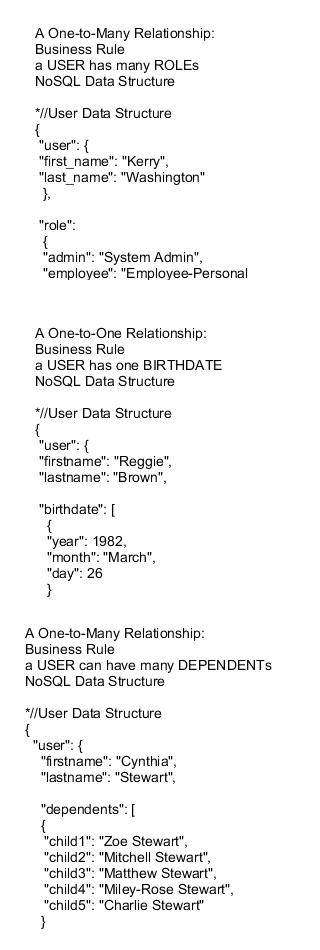 A One-to-Many Relationship:
Business Rule
a USER has many ROLEs
NoSQL Data Structure
*//User Data Structure
{
"user": {
"first_name": "Kerry",
"last_name": "Washington"
},
"role":
{
"admin": "System Admin",
"employee": "Employee-Personal
A One-to-One Relationship:
Business Rule
a USER has one BIRTHDATE
NoSQL Data Structure
*//User Data Structure
{
"user": {
"firstname": "Reggie",
"lastname": "Brown",
"birthdate": [
{
"year": 1982,
"month": "March",
"day": 26
}
A One-to-Many Relationship:
Business Rule
a USER can have many DEPENDENTs
NoSQL Data Structure
*//User Data Structure
{
"user": {
"firstname": "Cynthia",
"lastname": "Stewart",
"dependents": [
{
"child1": "Zoe Stewart",
"child2": "Mitchell Stewart",
"child3": "Matthew Stewart",
"child4": "Miley-Rose Stewart",
"child5": "Charlie Stewart"
}